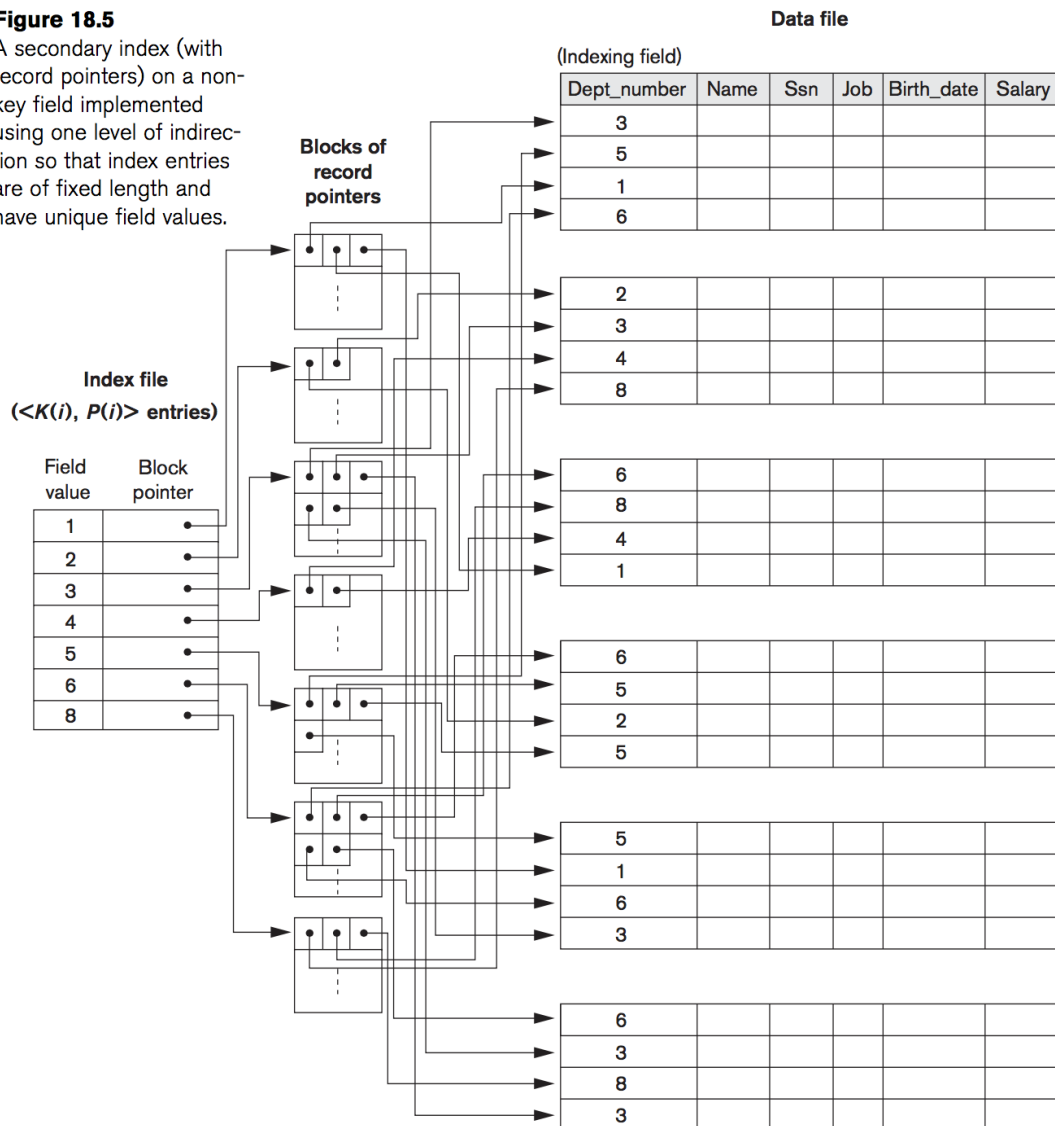 Figure 18.5
A secondary index (with
record pointers) on a non-
key field implemented
using one level of indirec-
tion so that index entries
are of fixed length and
have unique field values.
Blocks of
record
pointers
Index file
(<K(i), P(i)> entries)
Field
value
Block
pointer
1
2
3
4
5
6
8
Data file
(Indexing field)
Dept_number Name Ssn Job Birth_date Salary
3
5
1
6
2
3
4
8
6
8
4
1
6
5
2
5
5
1
6
3
6
3
8
3